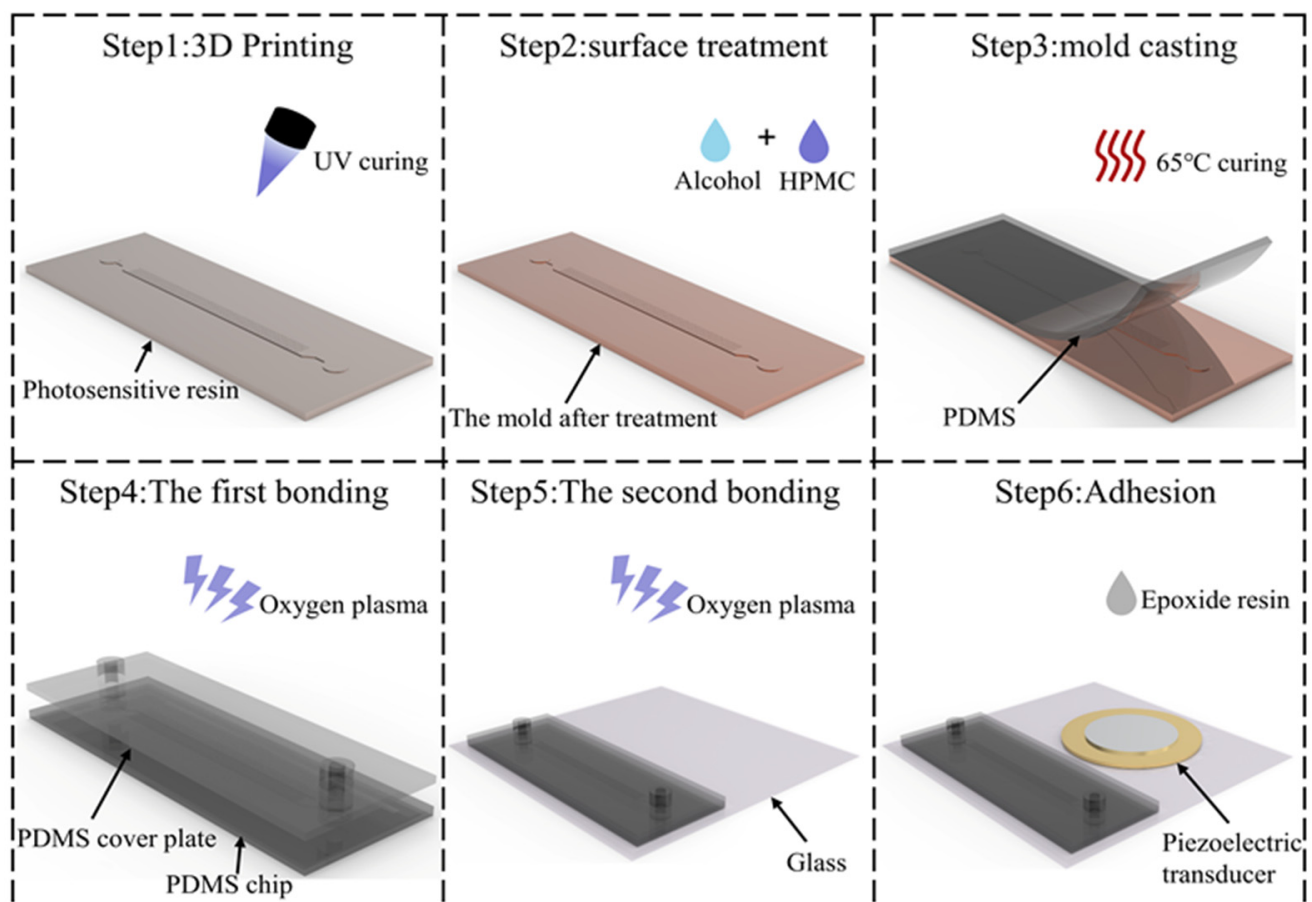 Step1:3D Printing
UV curing
Photosensitive resin
Step2:surface treatment
+
Alcohol HPMC
The mold after treatment
Step3:mold casting
65℃ curing
PDMS
Step4:The first bonding
Oxygen plasma
PDMS cover plate
PDMS chip
Step5:The second bonding
Oxygen plasma
Glass
Step6:Adhesion
Epoxide resin
Piezoelectric
transducer